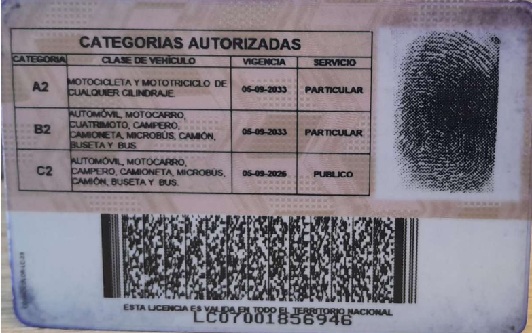 CATEGORIAS AUTORIZADAS
CATEGORIA CLASE DE VEHÍCULO VIGENCIA SERVICIO
A2 MOTOCICLETA Y MOTOTRICICLO DE CUALQUIER CILINDRAJE 05-09-2033 PARTICULAR
B2 AUTOMÓVIL, MOTOCARRO, CUATRIMOTO, CAMPERO, CAMIONETA, MICROBÚS, CAMIÓN, BUSETA Y BUS 05-09-2033 PARTICULAR
C2 AUTOMÓVIL, MOTOCARRO, CAMPERO, CAMIONETA, MICROBÚS, CAMIÓN, BUSETA Y BUS. 05-09-2026 PUBLICO
ESTA LICENCIA ES VALIDA EN TODO EL TERRITORIO NACIONAL
LC07001856946